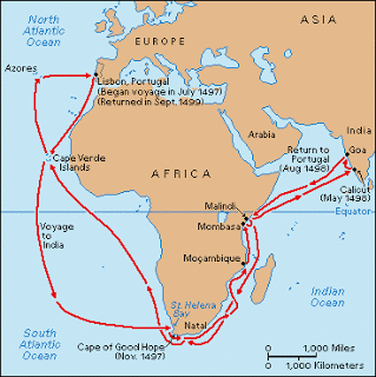 North
Atlantic
Ocean
ASIA
EUROPE
Azores
Lisbon, Portugal
(Began voyage in July 1497)
(Returned in Sept. 1499)
India
Arabia
Return to
Portugal
(Aug 1498)
Goa
Cape Verde
Islands
AFRICA
Calicut
(May 1498)
Malindi
Equator
Mombasa
Voyage
to
India
Moçambique
St. Helena
Bay
Indian
Ocean
Natal
South
Atlantic
Ocean
Cape of Good Hope
(Nov. 1497)
0 1,000 Miles
0 1,000 Kilometers